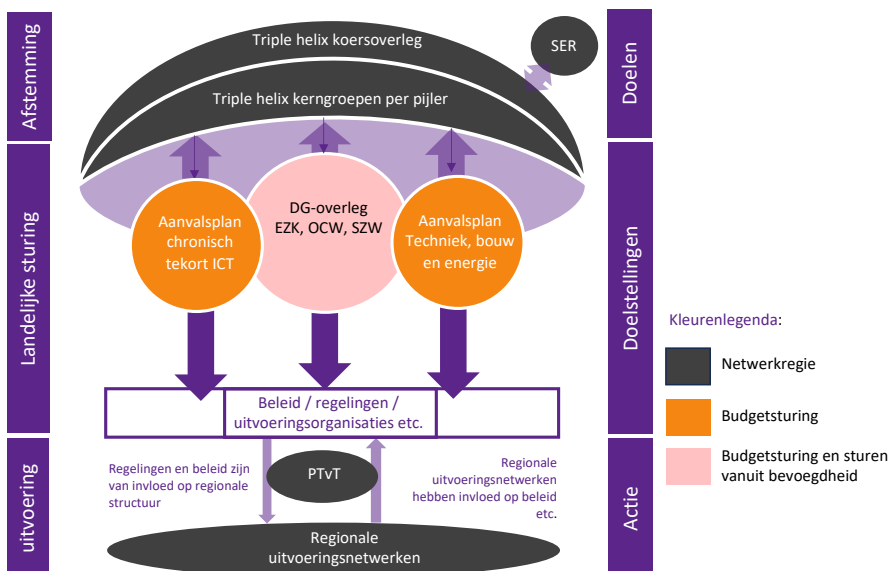 Afstemming
Triple helix koersoverleg
SER
Doelen
Triple helix kerngroepen per pijler
Landelijke sturing
Aanvalsplan
chronisch
tekort ICT
DG-overleg
EZK, OCW, SZW
Aanvalsplan
Techniek, bouw
en energie
Doelstellingen
Kleurenlegenda:
Netwerkregie
Budgetsturing
Budgetsturing en sturen
vanuit bevoegdheid
Beleid / regelingen /
uitvoeringsorganisaties etc.
uitvoering
Regelingen en beleid zijn
van invloed op regionale
structuur
PTvT
Regionale
uitvoeringsnetwerken
hebben invloed op beleid
etc.
Actie
Regionale
uitvoeringsnetwerken